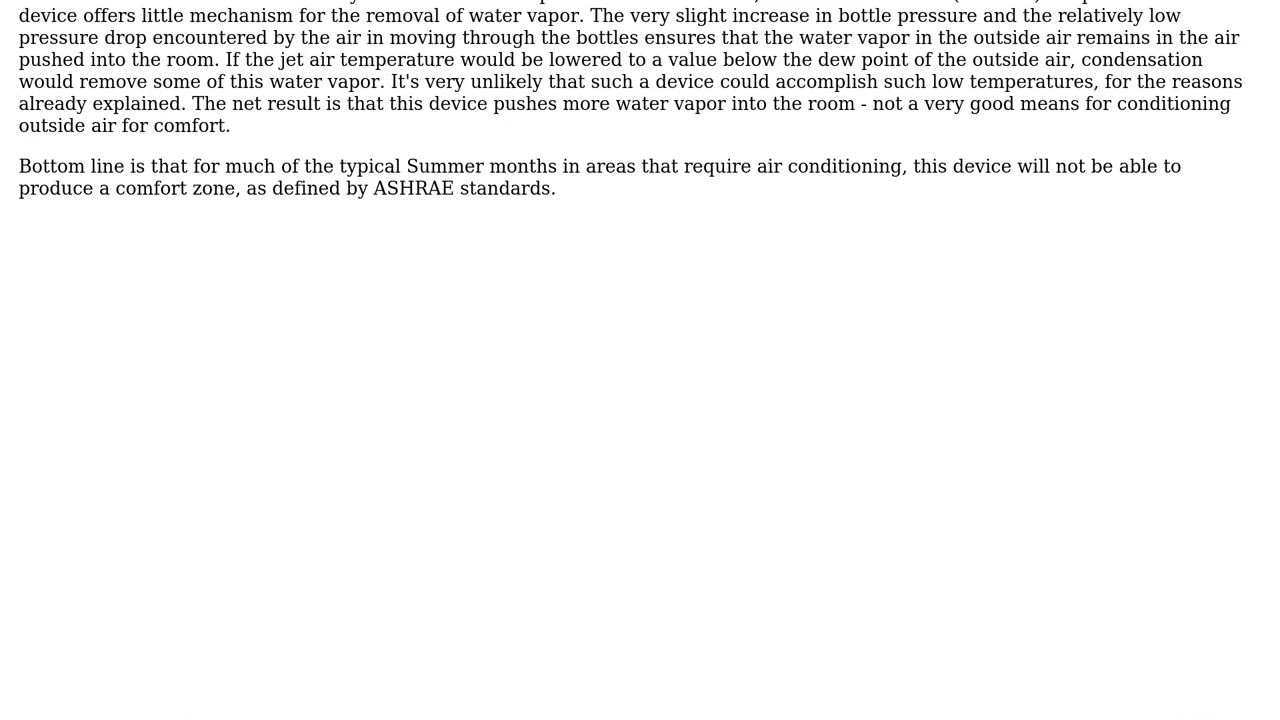 device offers little mechanism for the removal of water vapor. The very slight increase in bottle pressure and the relatively low
pressure drop encountered by the air in moving through the bottles ensures that the water vapor in the outside air remains in the air
pushed into the room. If the jet air temperature would be lowered to a value below the dew point of the outside air, condensation
would remove some of this water vapor. It's very unlikely that such a device could accomplish such low temperatures, for the reasons
already explained. The net result is that this device pushes more water vapor into the room - not a very good means for conditioning
outside air for comfort.
Bottom line is that for much of the typical Summer months in areas that require air conditioning, this device will not be able to
produce a comfort zone, as defined by ASHRAE standards.